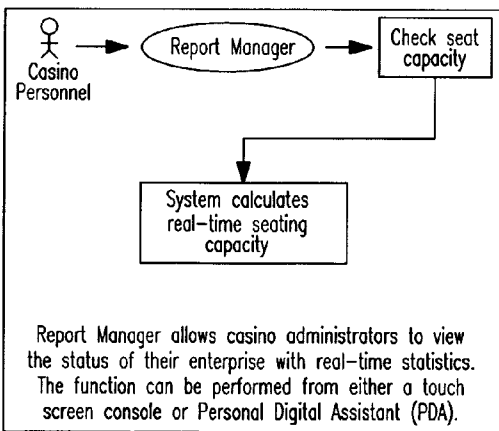 Casino
Personnel
Report Manager
Check seat
capacity
System calculates
real-time seating
capacity
Report Manager allows casino administrators to view
the status of their enterprise with real-time statistics.
The function can be performed from either a touch
screen console or Personal Digital Assistant (PDA).